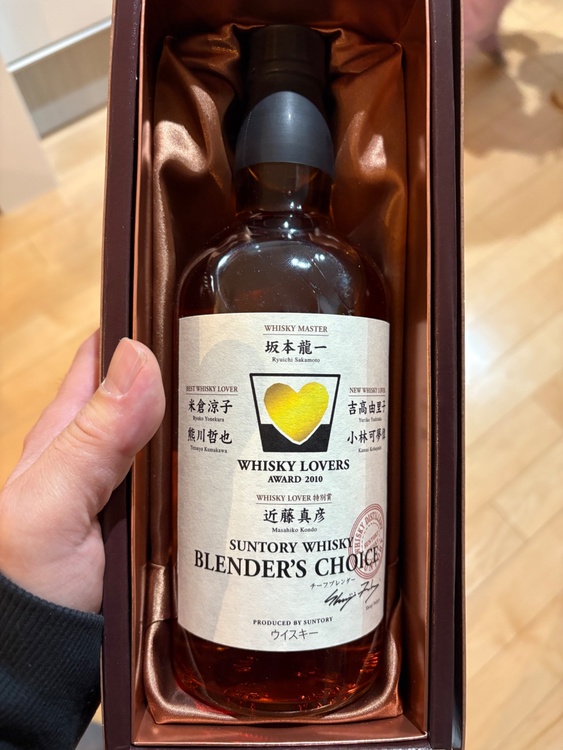 WHISKY MASTER
坂本龍一
Ryuichi Sakamoto
BEST WHISKY LOVER
米倉涼子
Ryoko Yonekura
熊川哲也
Tetsuya Kumakawa
NEW WHISKY LOVER
吉高由里子
Yuriko Yoshitaka
小林可夢偉
Kamui Kobayashi
WHISKY LOVERS
AWARD 2010
WHISKY LOVER 特別賞
近藤真彦
Masahiko Kondo
SUNTORY WHISKY
BLENDER'S CHOICE
チーフブレンダー
PRODUCED BY SUNTORY
ウイスキー